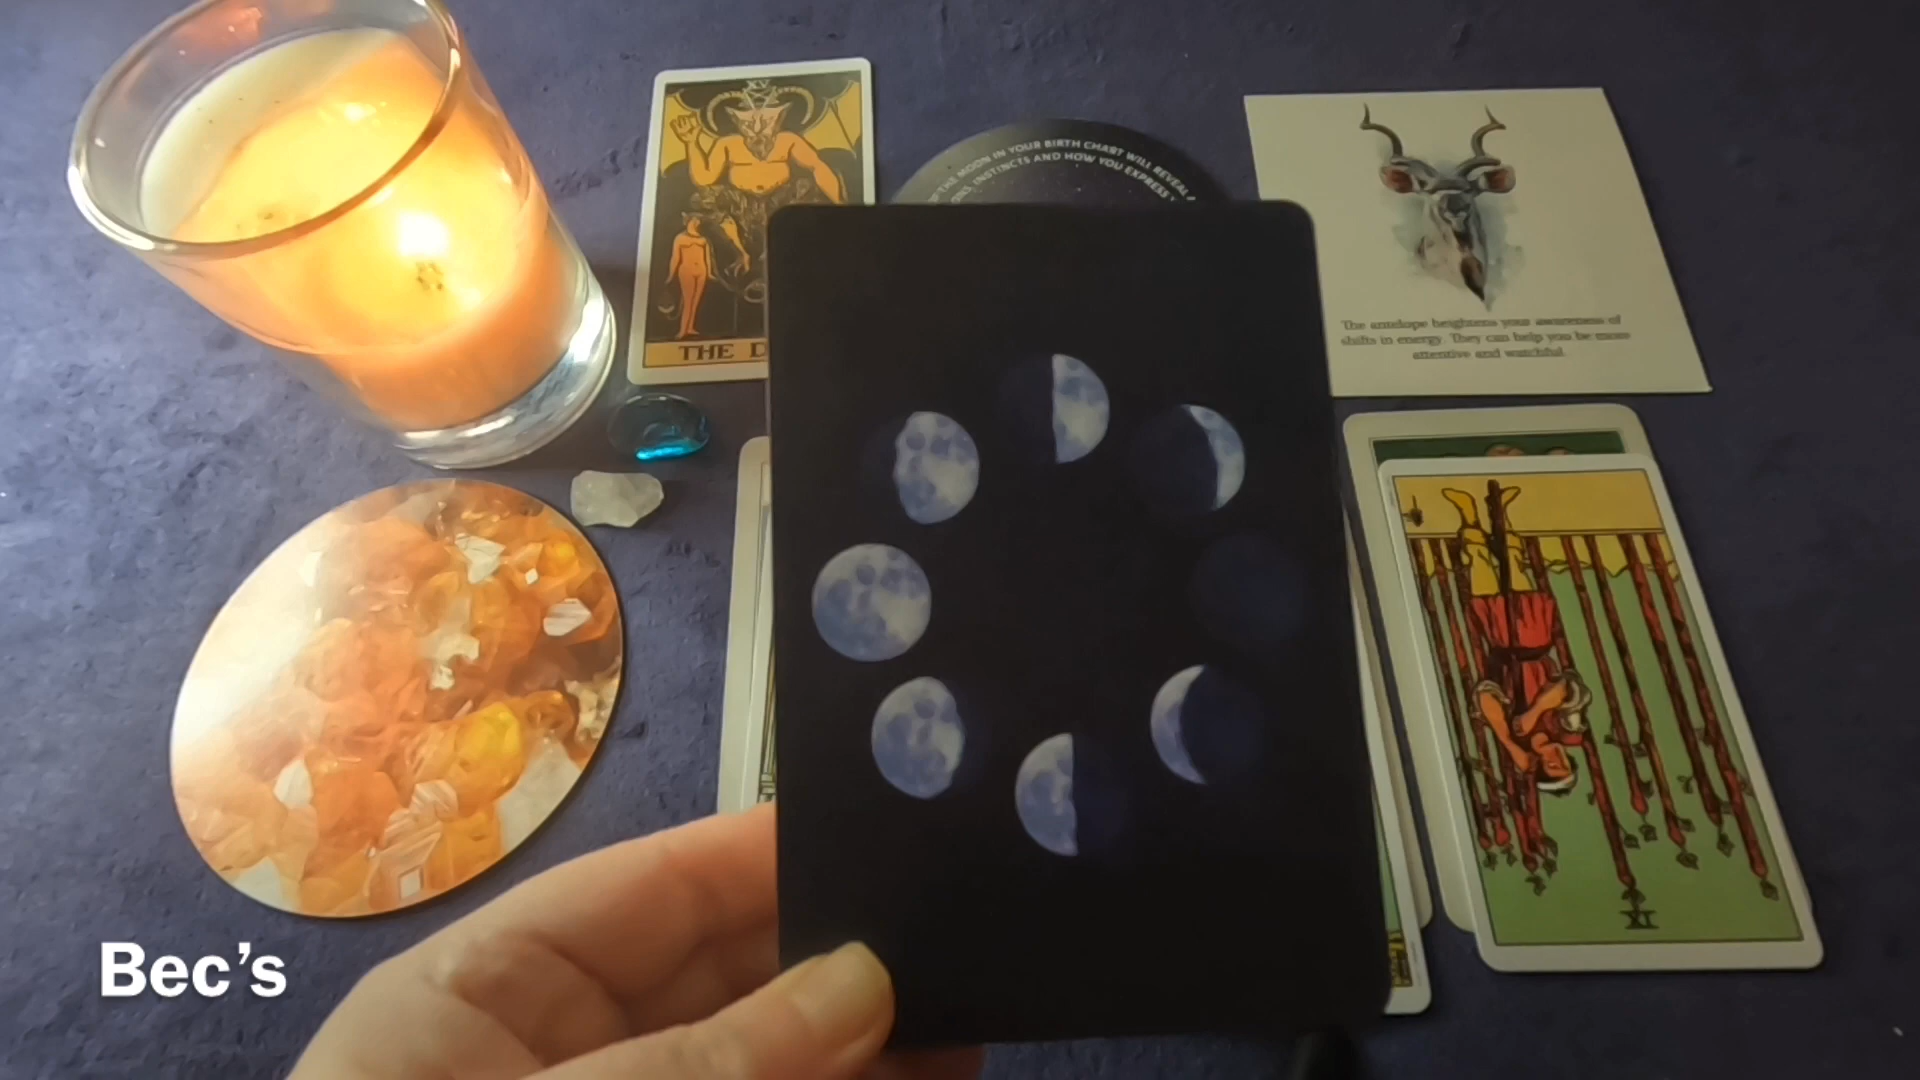 XV
THE D
THE MOON IN YOUR BIRTH CHART WILL REVEAL
INSTINCTS AND HOW YOU EXPRESS
The antelope heightens your awareness of
shifts in energy. They can help you be more
attentive and watchful.
IX
Bec's